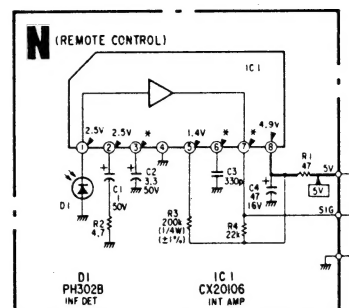 N (REMOTE CONTROL)
IC 1
2.5V 2.5V * 1.4V * * 4.9V
1 2 3 4 5 6 7 8
R1
47
5V
5V
D1
C1
1
50V
C2
3.3
50V
C3
330p
C4
47
16V
SIG
R2
4.7
R3
200k
(1/4W)
(±1%)
R4
22k
D1
PH302B
INF DET
IC 1
CX20106
INT AMP